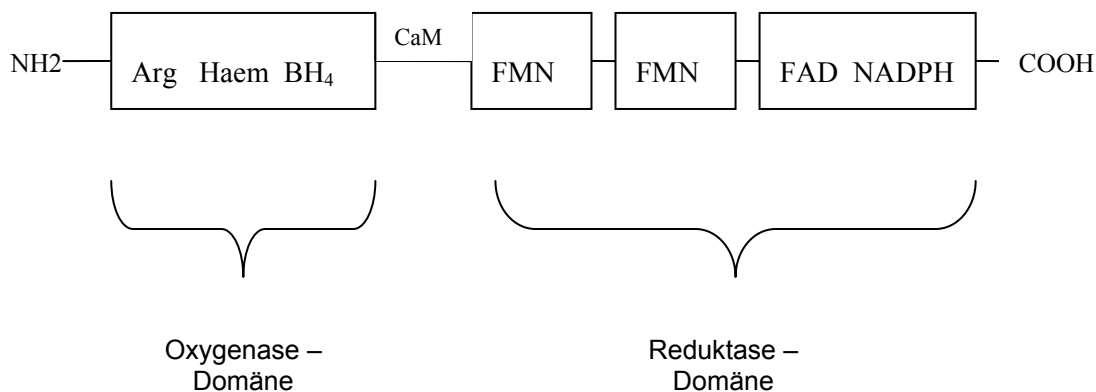 CaM
NH2 Arg Haem BH₄ FMN FMN FAD NADPH COOH
Oxygenase –
Domäne
Reduktase –
Domäne